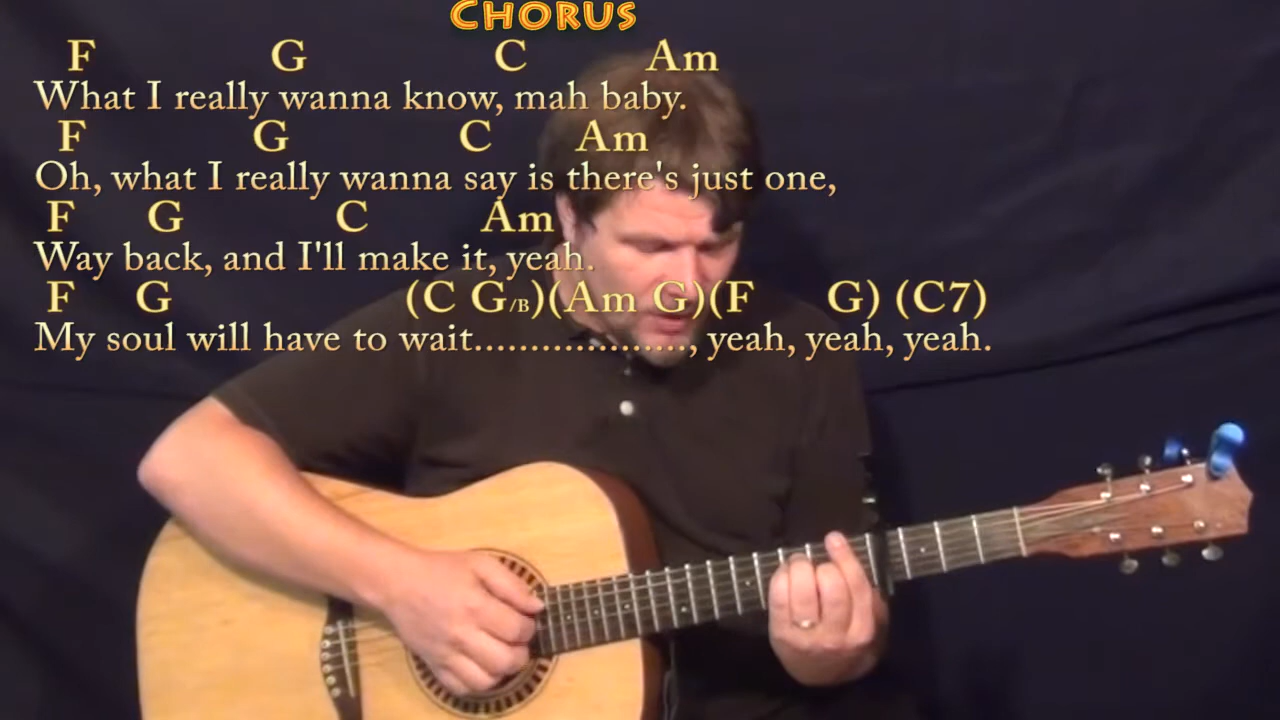 CHORUS
F G C Am
What I really wanna know, mah baby.
F G C Am
Oh, what I really wanna say is there's just one,
F G C Am
Way back, and I'll make it, yeah.
F G (C G/B)(Am G)(F G) (C7)
My soul will have to wait..................., yeah, yeah, yeah.